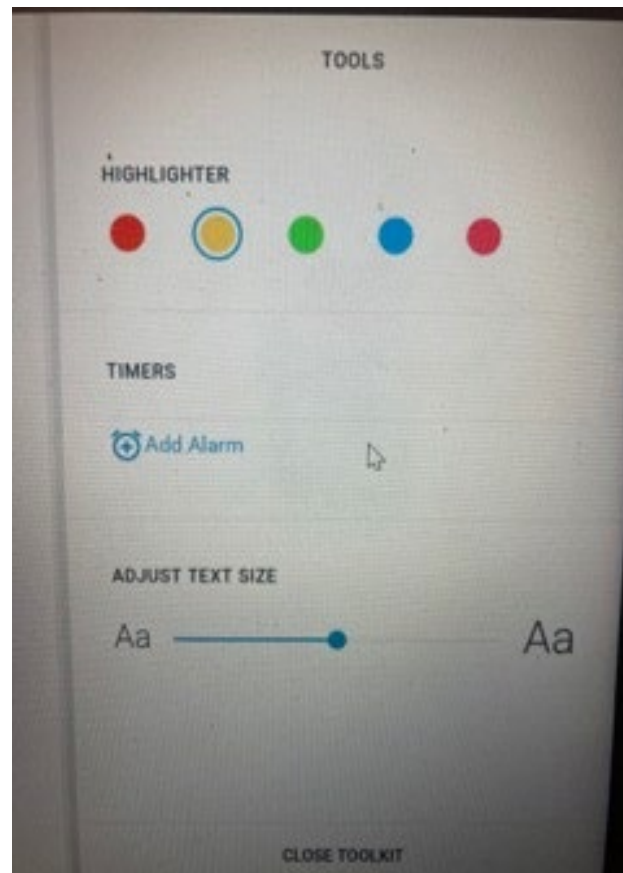 TOOLS
HIGHLIGHTER
TIMERS
Add Alarm
ADJUST TEXT SIZE
Aa Aa
CLOSE TOOLKIT